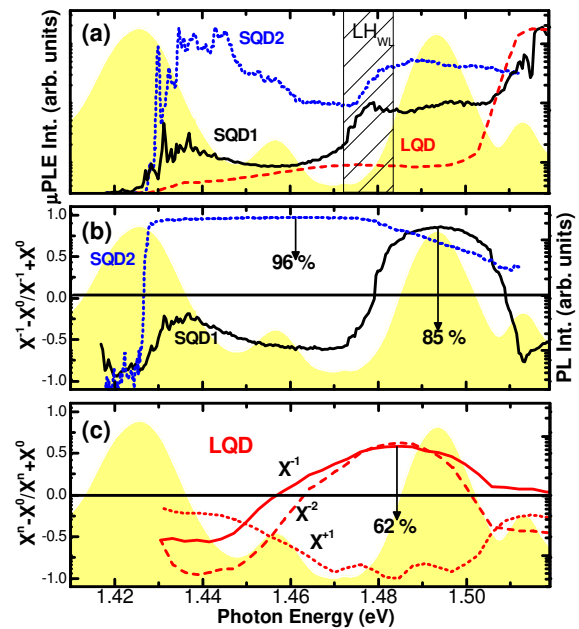 (a)
SQD2
LH_WL
SQD1
LQD
μPLE Int. (arb. units)
(b)
1.0
0.5
0.0
-0.5
-1.0
SQD2
96 %
SQD1
85 %
X⁻¹-X⁰/X⁻¹+X⁰
PL Int. (arb. units)
(c)
1.0
0.5
0.0
-0.5
-1.0
LQD
X⁻¹
X⁻²
X⁺¹
62 %
Xⁿ-X⁰/Xⁿ+X⁰
1.42 1.44 1.46 1.48 1.50
Photon Energy (eV)